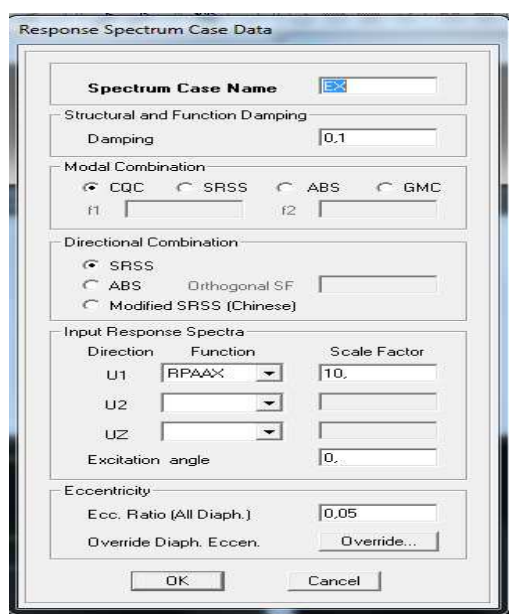 Response Spectrum Case Data
Spectrum Case Name EX
Structural and Function Damping
Damping 0,1
Modal Combination
CQC SRSS ABS GMC
f1 f2
Directional Combination
SRSS
ABS Orthogonal SF
Modified SRSS (Chinese)
Input Response Spectra
Direction Function Scale Factor
U1 RPAAX 10,
U2
UZ
Excitation angle 0,
Eccentricity
Ecc. Ratio (All Diaph.) 0,05
Override Diaph. Eccen. Override...
OK Cancel